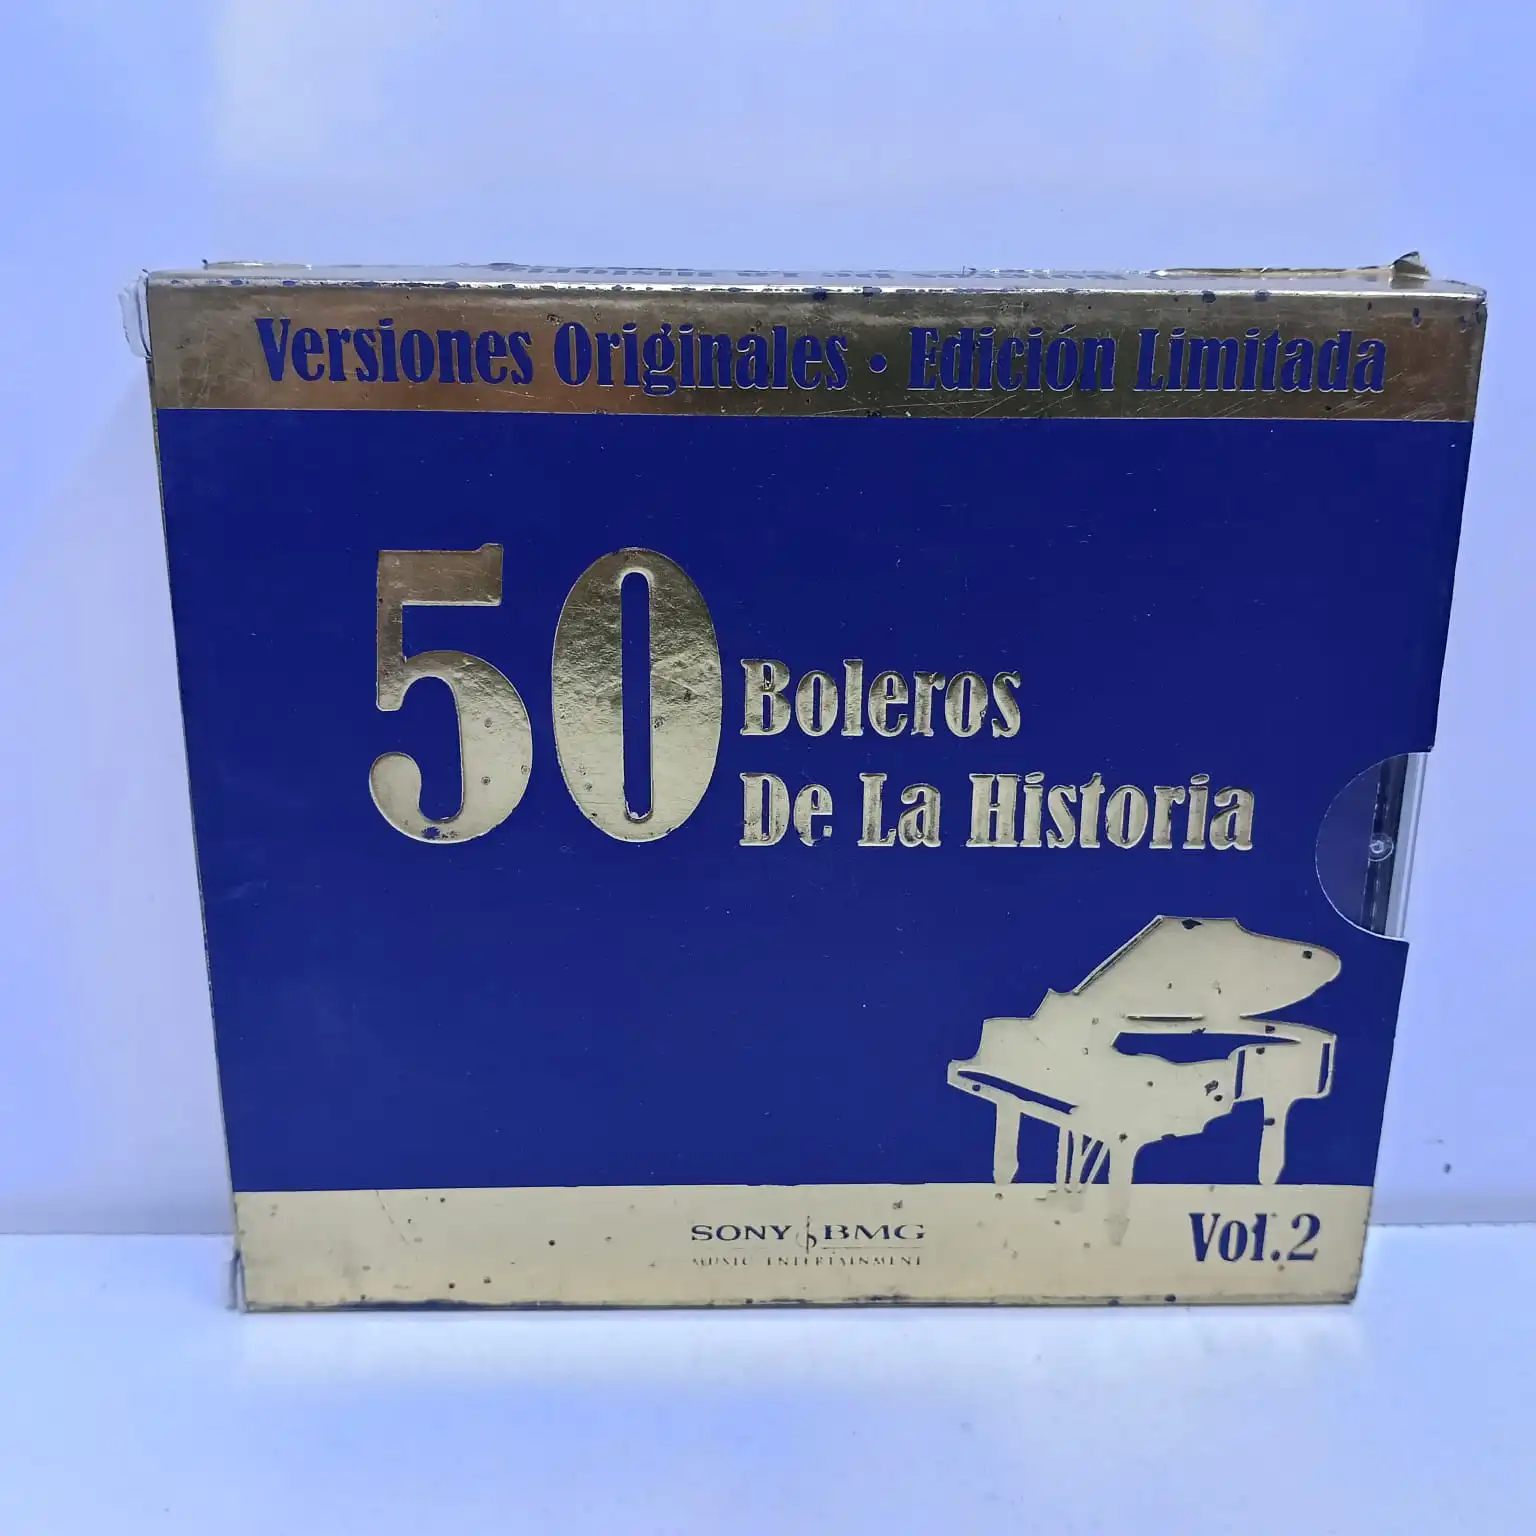 Versiones Originales • Edición Limitada
50 Boleros
De La Historia
SONY BMG
MUSIC ENTERTAINMENT
Vol.2